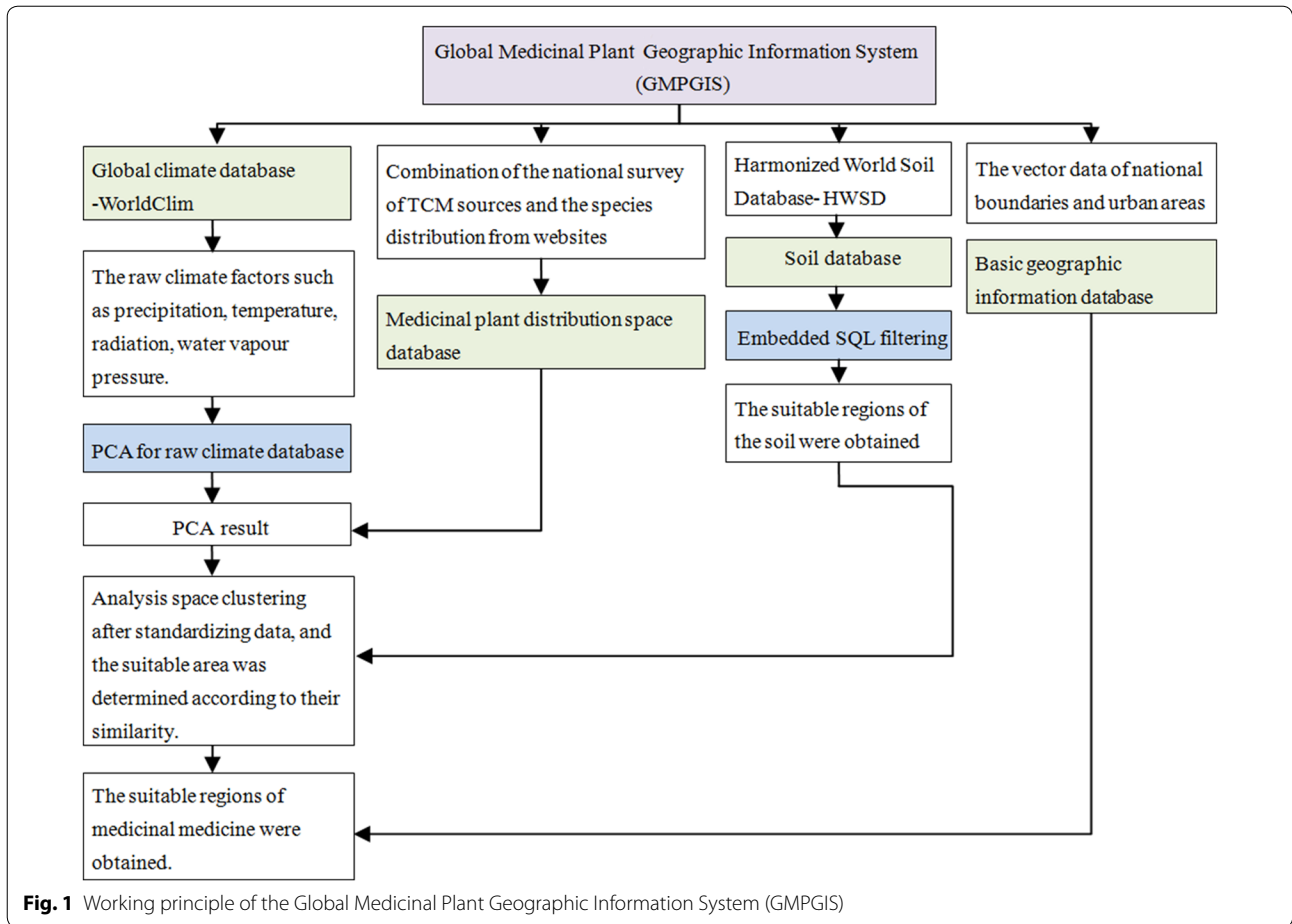 Global Medicinal Plant Geographic Information System
(GMPGIS)
Global climate database
-WorldClim
The raw climate factors such
as precipitation, temperature,
radiation, water vapour
pressure.
PCA for raw climate database
PCA result
Analysis space clustering
after standardizing data, and
the suitable area was
determined according to their
similarity.
The suitable regions of
medicinal medicine were
obtained.
Combination of the national survey
of TCM sources and the species
distribution from websites
Medicinal plant distribution space
database
Harmonized World Soil
Database- HWSD
Soil database
Embedded SQL filtering
The suitable regions of
the soil were obtained
The vector data of national
boundaries and urban areas
Basic geographic
information database
Fig. 1 Working principle of the Global Medicinal Plant Geographic Information System (GMPGIS)